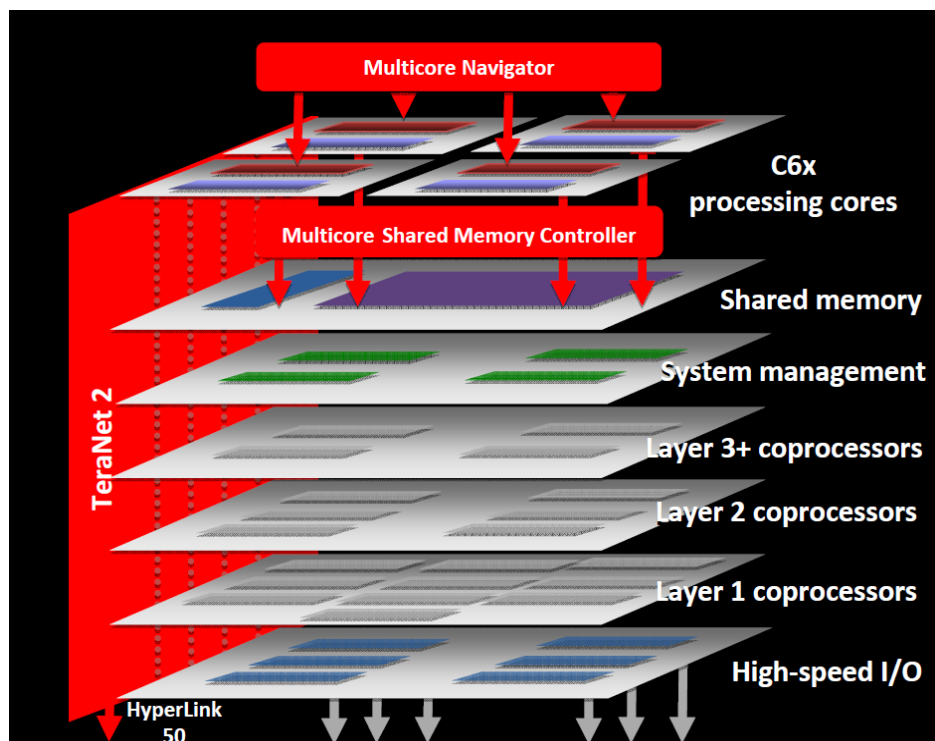 Multicore Navigator
C6x
processing cores
Multicore Shared Memory Controller
Shared memory
System management
TeraNet 2
Layer 3+ coprocessors
Layer 2 coprocessors
Layer 1 coprocessors
High-speed I/O
HyperLink
50